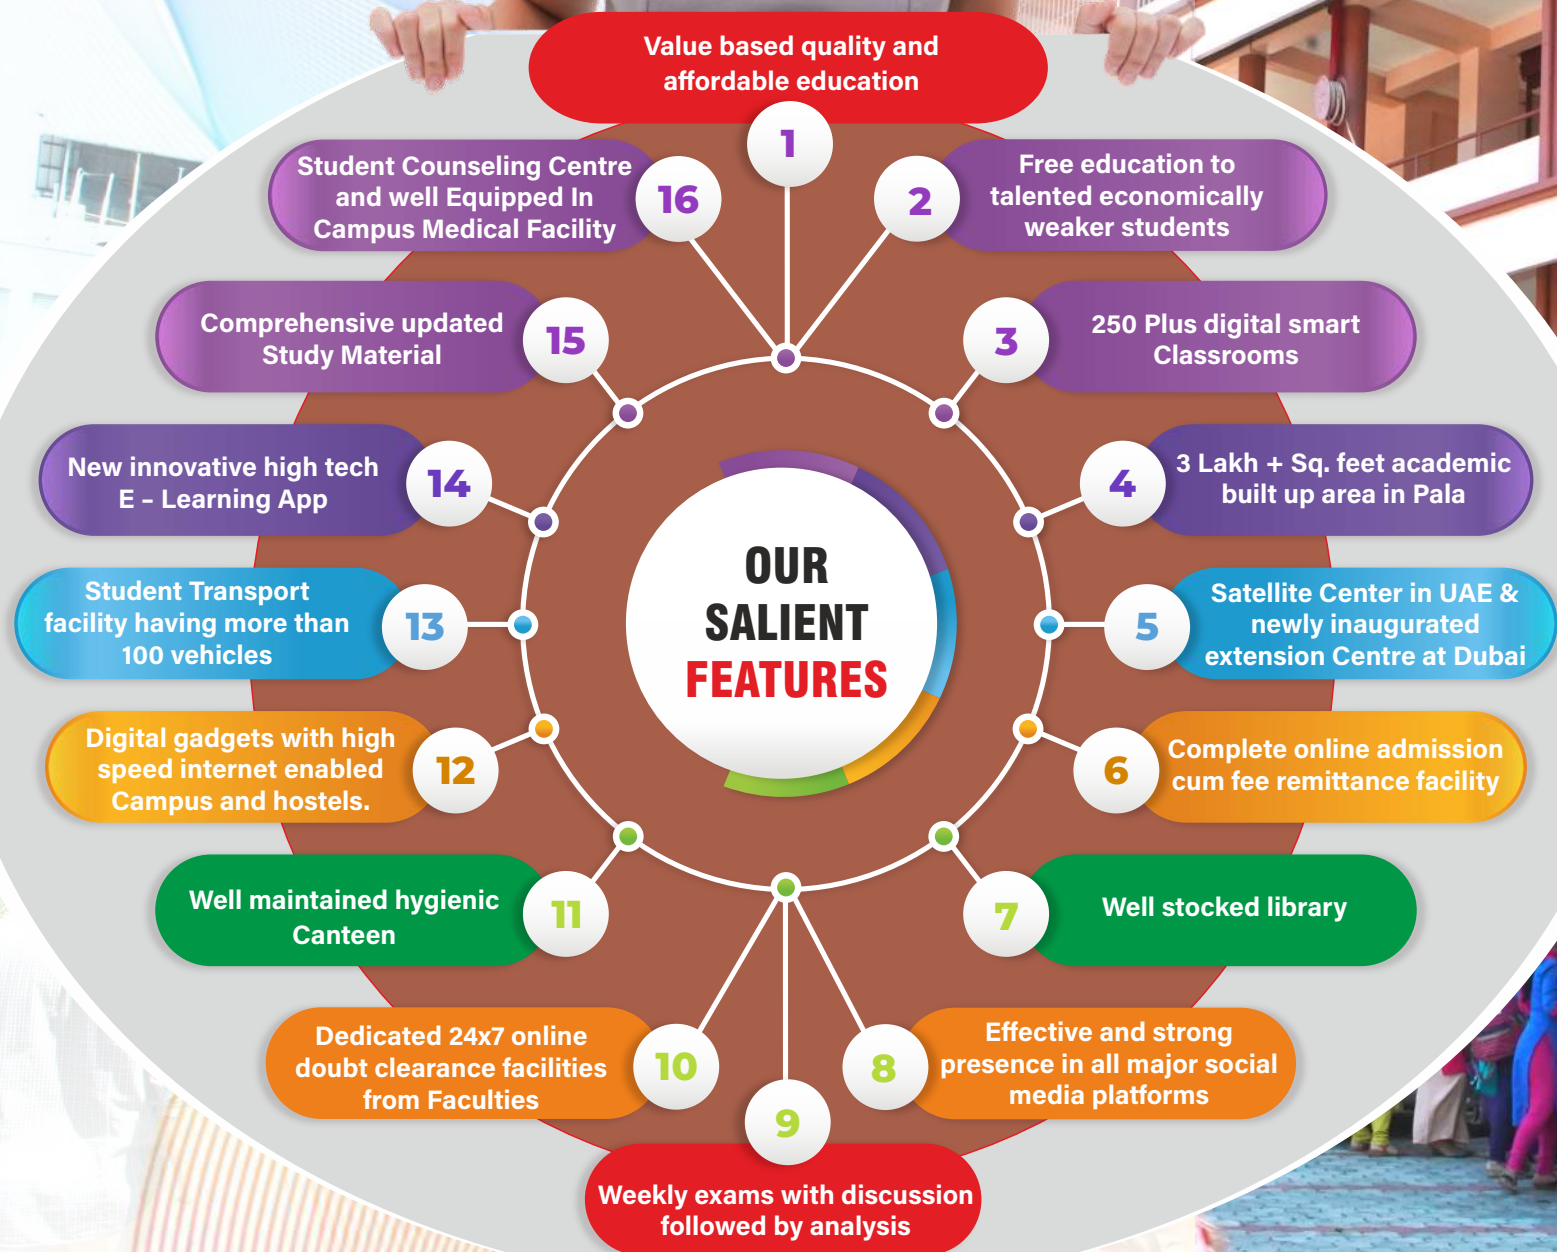 Value based quality and
affordable education
1
Free education to
talented economically
weaker students
2
250 Plus digital smart
Classrooms
3
3 Lakh + Sq. feet academic
built up area in Pala
4
Satellite Center in UAE &
newly inaugurated
extension Centre at Dubai
5
Complete online admission
cum fee remittance facility
6
Well stocked library
7
Effective and strong
presence in all major social
media platforms
8
9
Weekly exams with discussion
followed by analysis
Dedicated 24x7 online
doubt clearance facilities
from Faculties
10
Well maintained hygienic
Canteen
11
Digital gadgets with high
speed internet enabled
Campus and hostels.
12
Student Transport
facility having more than
100 vehicles
13
New innovative high tech
E – Learning App
14
Comprehensive updated
Study Material
15
Student Counseling Centre
and well Equipped In
Campus Medical Facility
16
OUR
SALIENT
FEATURES